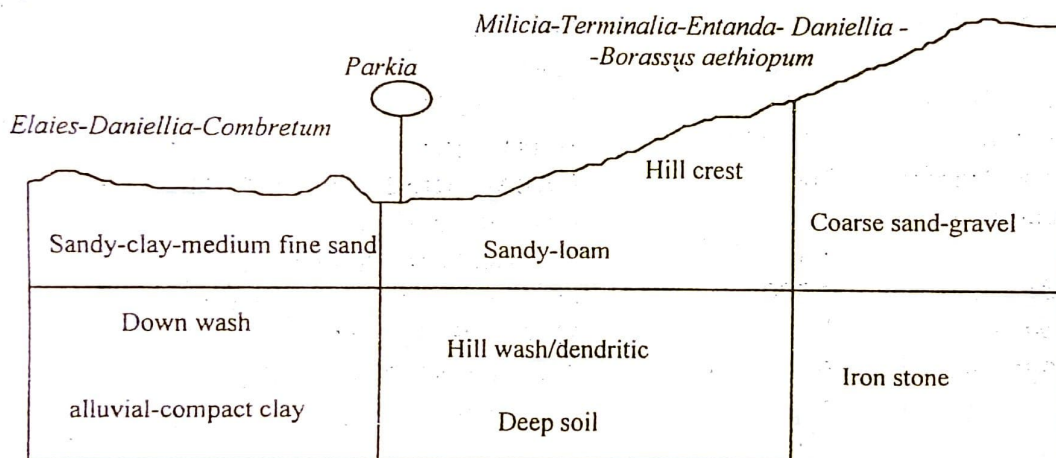 Milicia-Terminalia-Entanda- Daniellia -
-Borassus aethiopum
Parkia
Elaies-Daniellia-Combretum
Hill crest
Coarse sand-gravel
Sandy-clay-medium fine sand
Sandy-loam
Down wash
Hill wash/dendritic
Iron stone
alluvial-compact clay
Deep soil